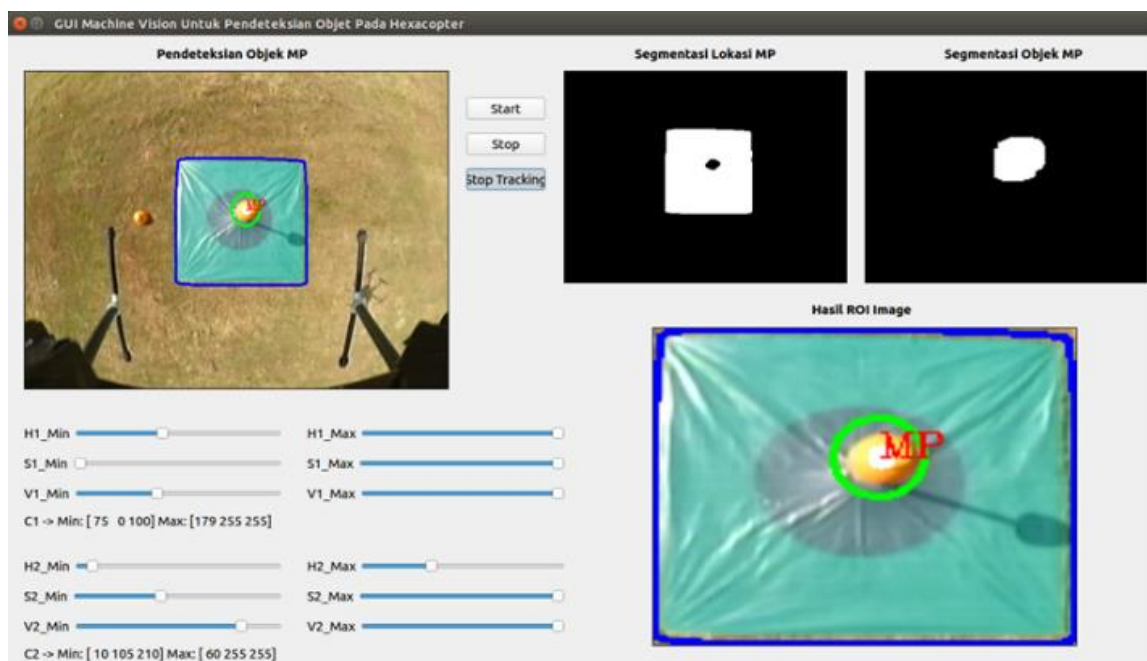 GUI Machine Vision Untuk Pendeteksian Objet Pada Hexacopter
Pendeteksian Objek MP
Segmentasi Lokasi MP
Segmentasi Objek MP
MP
Start
Stop
Stop Tracking
Hasil ROI Image
MP
H1_Min
H1_Max
S1_Min
S1_Max
V1_Min
V1_Max
C1 -> Min: [ 75 0 100] Max: [179 255 255]
H2_Min
H2_Max
S2_Min
S2_Max
V2_Min
V2_Max
C2 -> Min: [ 10 105 210] Max: [ 60 255 255]